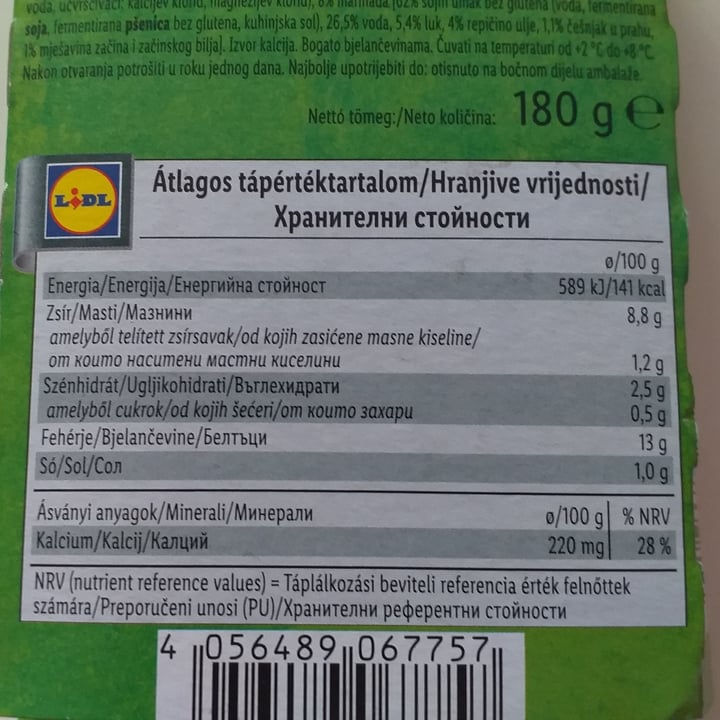 voda, učvršćivači: kalcijev klorid, magnezijev klorid), 8% marinada [62% sojin umak bez glutena (voda, fermentirana
soja, fermentirana pšenica bez glutena, kuhinjska sol), 26,5% voda, 5,4% luk, 4% repičino ulje, 1,1% češnjak u prahu,
1% mješavina začina i začinskog bilja]. Izvor kalcija. Bogato bjelančevinama. Čuvati na temperaturi od +2 °C do +8 °C.
Nakon otvaranja potrošiti u roku jednog dana. Najbolje upotrijebiti do: otisnuto na bočnom dijelu ambalaže.
Nettó tömeg:/Neto količina: 180 g e
LIDL
Átlagos tápértéktartalom/Hranjive vrijednosti/
Хранителни стойности
ø/100 g
Energia/Energija/Енергийна стойност 589 kJ/141 kcal
Zsír/Masti/Мазнини 8,8 g
amelyből telített zsírsavak/od kojih zasićene masne kiseline/
от които наситени мастни киселини 1,2 g
Szénhidrát/Ugljikohidrati/Въглехидрати 2,5 g
amelyből cukrok/od kojih šećeri/от които захари 0,5 g
Fehérje/Bjelančevine/Белтъци 13 g
Só/Sol/Сол 1,0 g
Ásványi anyagok/Minerali/Минерали ø/100 g % NRV
Kalcium/Kalcij/Калций 220 mg 28 %
NRV (nutrient reference values) = Táplálkozási beviteli referencia érték felnőttek
számára/Preporučeni unosi (PU)/Хранителни референтни стойности
4 056489 067757